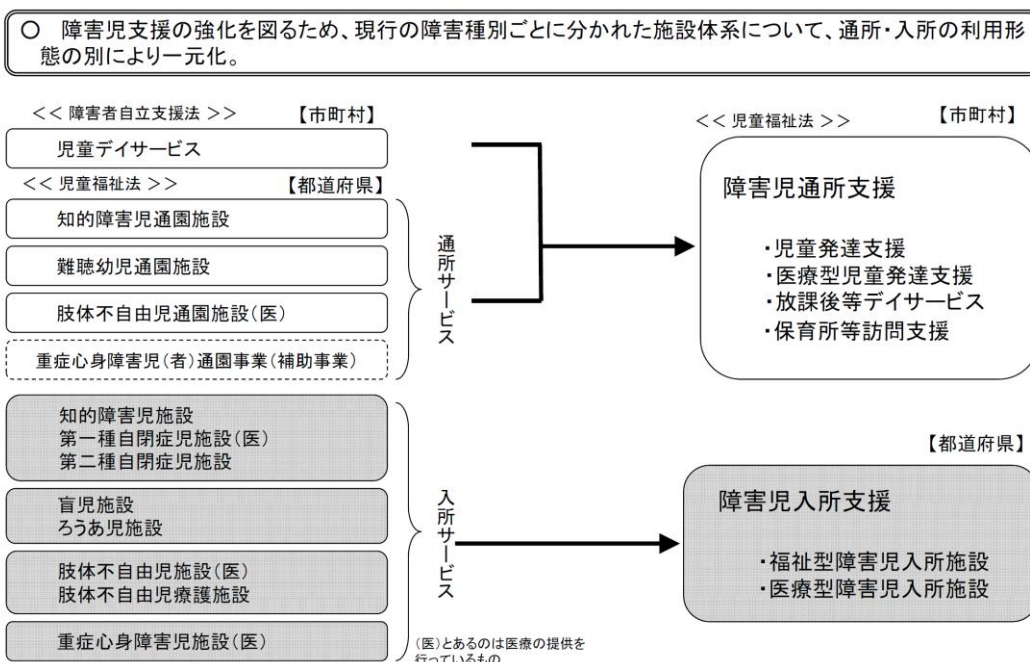 ○ 障害児支援の強化を図るため、現行の障害種別ごとに分かれた施設体系について、通所・入所の利用形
態の別により一元化。
<< 障害者自立支援法 >> 【市町村】
児童デイサービス
<< 児童福祉法 >> 【都道府県】
知的障害児通園施設
難聴幼児通園施設
肢体不自由児通園施設(医)
重症心身障害児(者)通園事業(補助事業)
通所サービス
知的障害児施設
第一種自閉症児施設(医)
第二種自閉症児施設
盲児施設
ろうあ児施設
肢体不自由児施設(医)
肢体不自由児療護施設
重症心身障害児施設(医)
入所サービス
(医)とあるのは医療の提供を
行っているもの
<< 児童福祉法 >> 【市町村】
障害児通所支援
・児童発達支援
・医療型児童発達支援
・放課後等デイサービス
・保育所等訪問支援
【都道府県】
障害児入所支援
・福祉型障害児入所施設
・医療型障害児入所施設